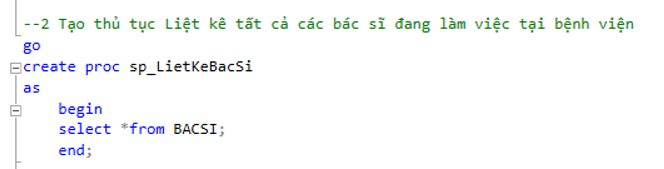 --2 Tạo thủ tục Liệt kê tất cả các bác sĩ đang làm việc tại bệnh viện
go
create proc sp_LietKeBacSi
as
begin
select *from BACSI;
end;